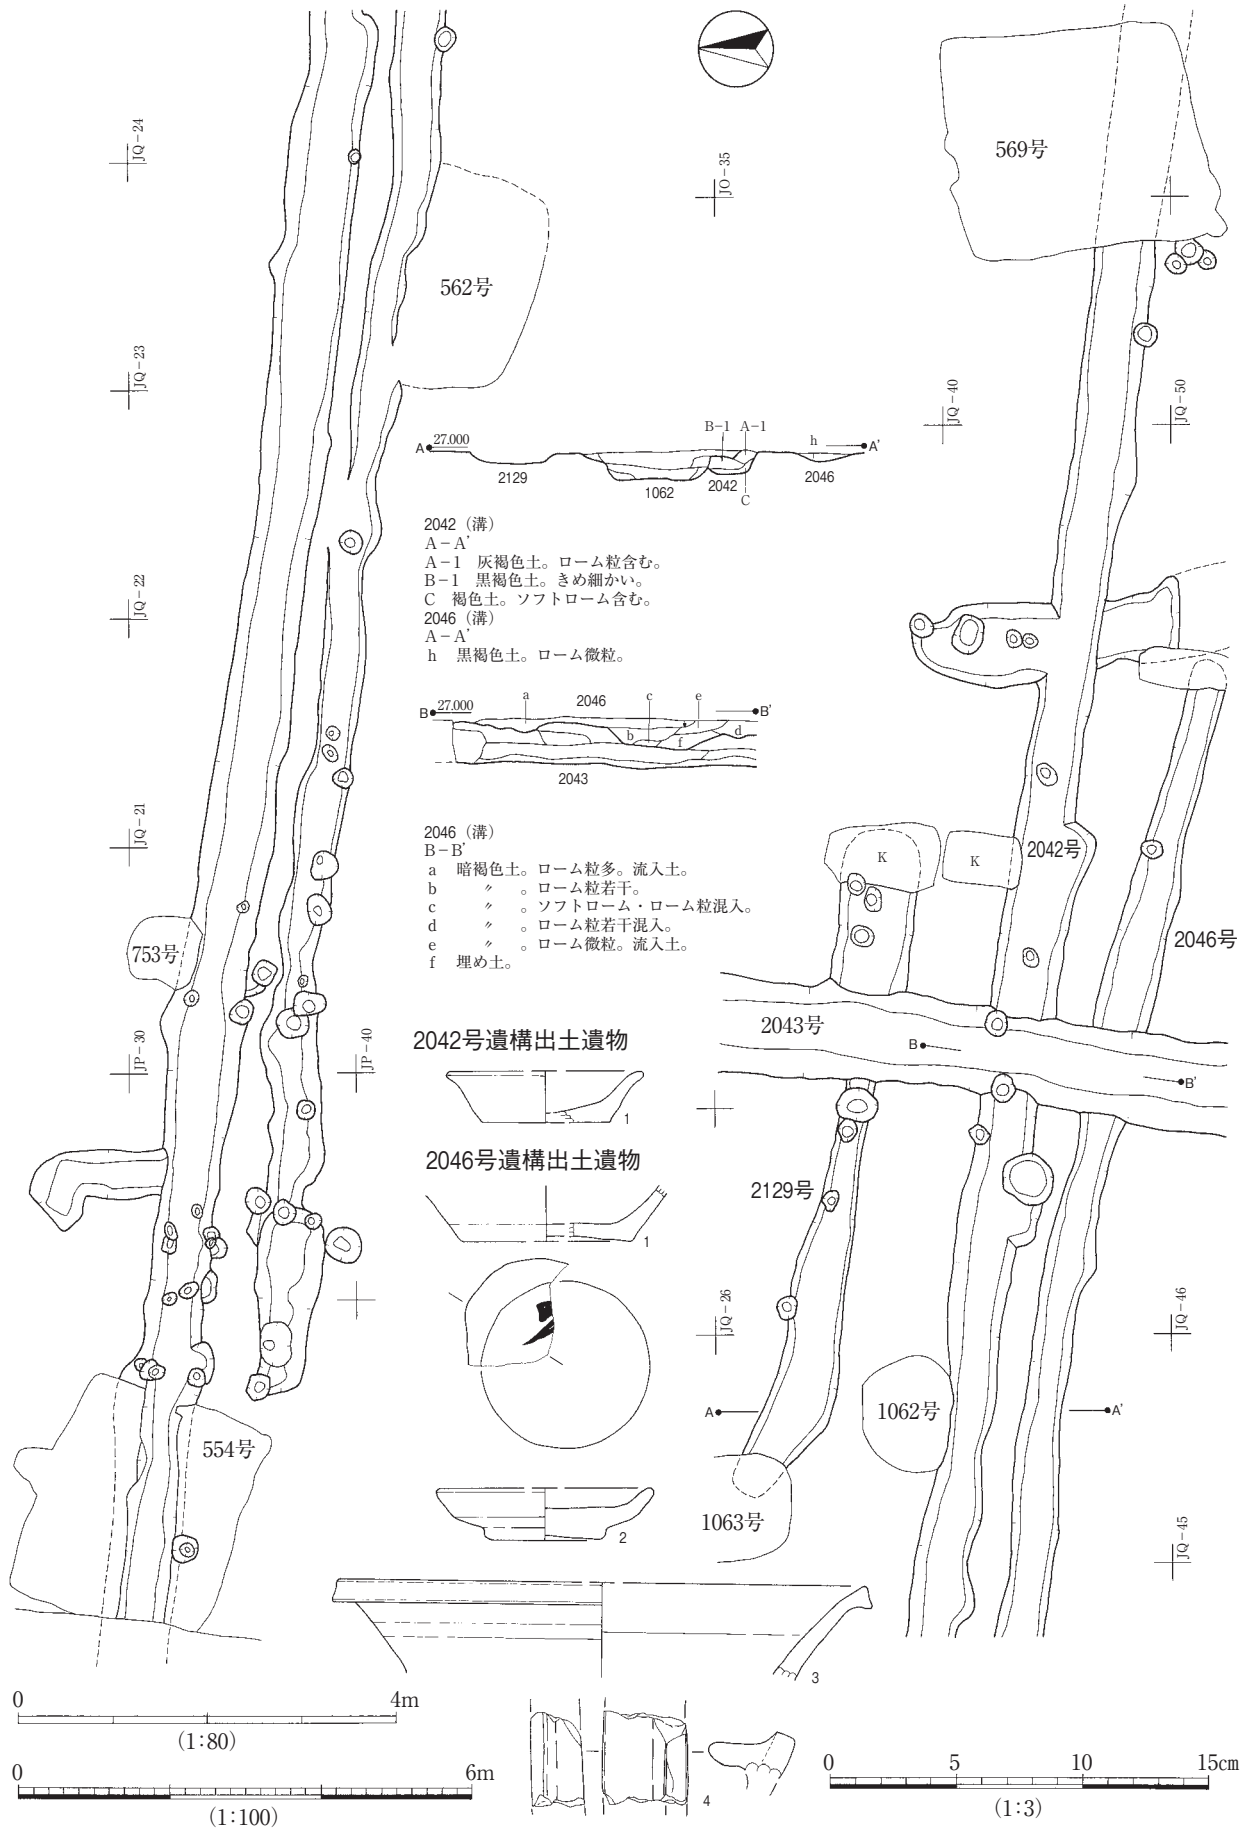 JQ-24
JO-35
569号
562号
JQ-23
JQ-40
JQ-50
B-1 A-1
A 27.000 h A'
2129
1062
2042
2046
C
2042（溝）
A-A'
A-1 灰褐色土。ローム粒含む。
B-1 黒褐色土。きめ細かい。
C 褐色土。ソフトローム含む。
2046（溝）
A-A'
h 黒褐色土。ローム微粒。
JQ-22
B 27.000 a 2046 c e B'
b f d
2043
JQ-21
2046（溝）
B-B'
a 暗褐色土。ローム粒多。流入土。
b 〃 。ローム粒若干。
c 〃 。ソフトローム・ローム粒混入。
d 〃 。ローム粒若干混入。
e 〃 。ローム微粒。流入土。
f 埋め土。
K
K
2042号
2046号
753号
2043号
B
B'
JP-30
JP-40
2042号遺構出土遺物
1
2046号遺構出土遺物
1
2129号
JQ-26
JQ-46
A
1062号
A'
554号
2
1063号
JQ-45
3
4
0 4m
(1:80)
0 6m
(1:100)
0 5 10 15cm
(1:3)